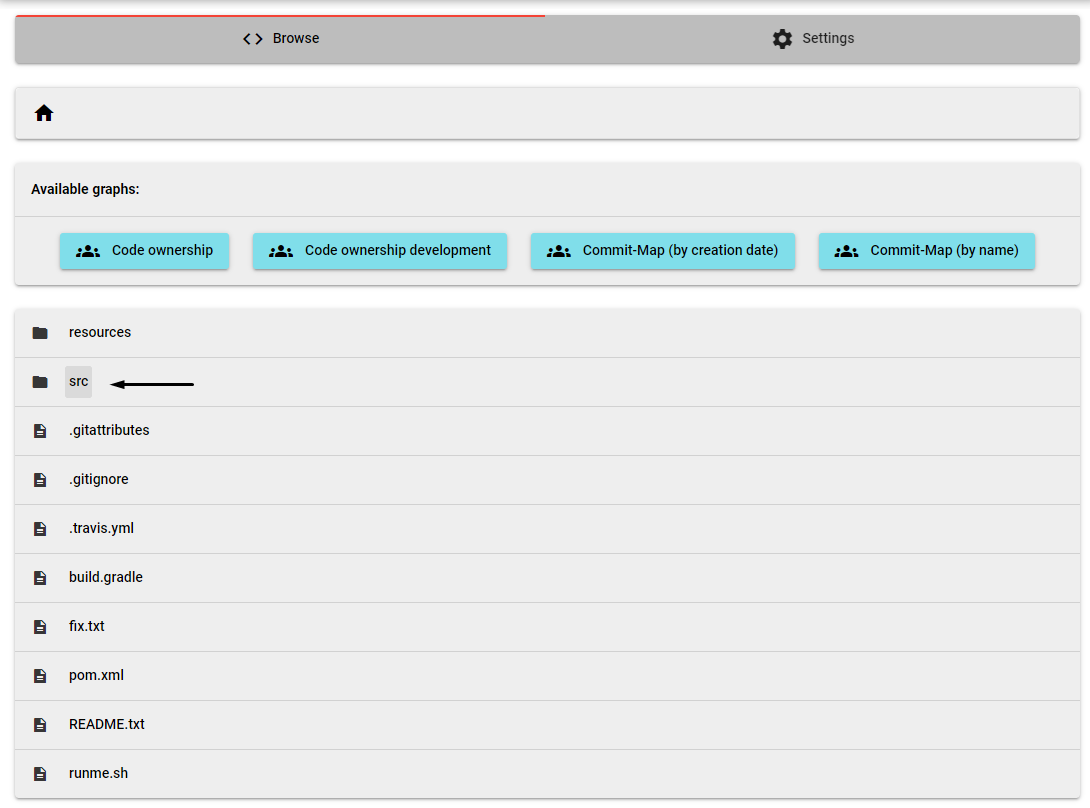 Browse Settings
Available graphs:
Code ownership Code ownership development Commit-Map (by creation date) Commit-Map (by name)
resources
src
.gitattributes
.gitignore
.travis.yml
build.gradle
fix.txt
pom.xml
README.txt
runme.sh